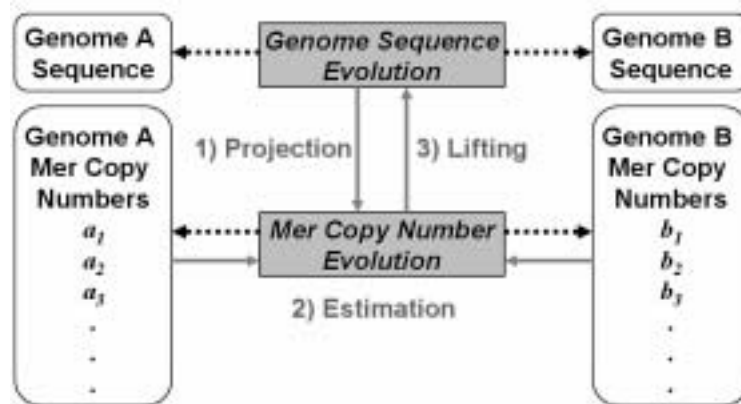 Genome A
Sequence
Genome Sequence
Evolution
Genome B
Sequence
1) Projection
3) Lifting
Genome A
Mer Copy
Numbers
a1
a2
a3
.
.
.
Mer Copy Number
Evolution
2) Estimation
Genome B
Mer Copy
Numbers
b1
b2
b3
.
.
.